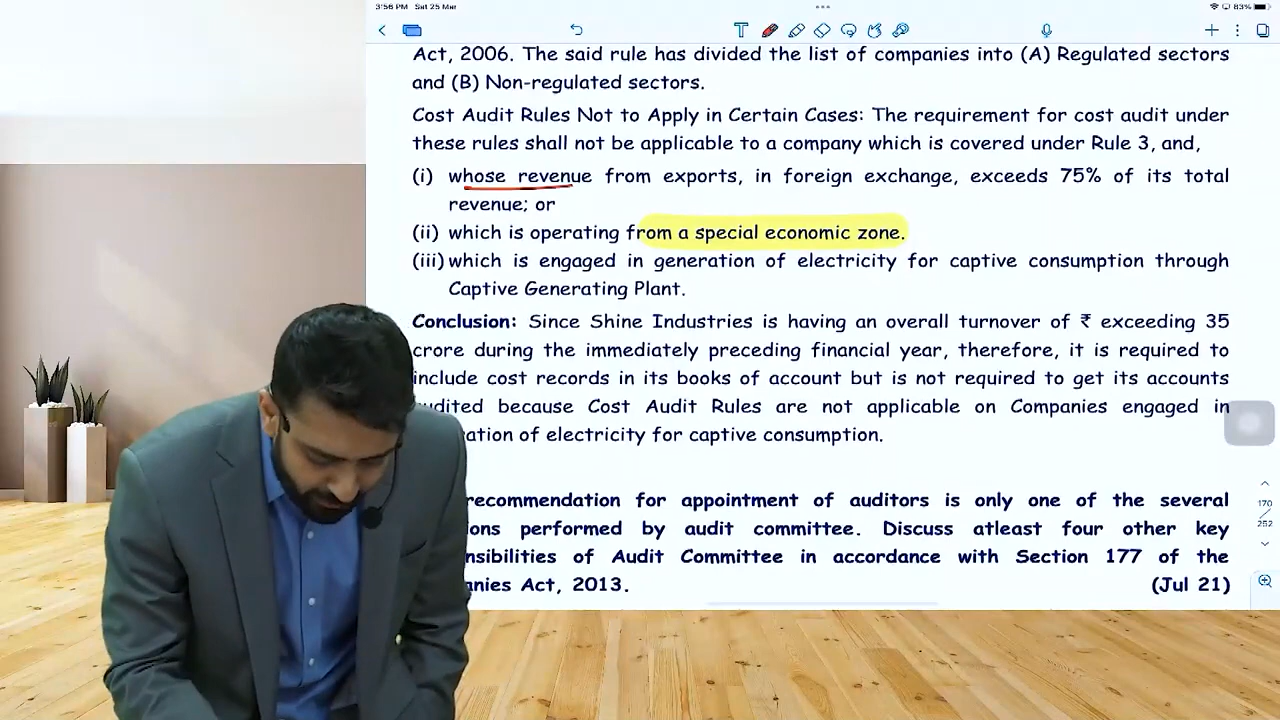 3:56 PM Sat 25 Mar
83%
Act, 2006. The said rule has divided the list of companies into (A) Regulated sectors
and (B) Non-regulated sectors.
Cost Audit Rules Not to Apply in Certain Cases: The requirement for cost audit under
these rules shall not be applicable to a company which is covered under Rule 3, and,
(i) whose revenue from exports, in foreign exchange, exceeds 75% of its total
revenue; or
(ii) which is operating from a special economic zone.
(iii) which is engaged in generation of electricity for captive consumption through
Captive Generating Plant.
Conclusion: Since Shine Industries is having an overall turnover of ₹ exceeding 35
crore during the immediately preceding financial year, therefore, it is required to
include cost records in its books of account but is not required to get its accounts
udited because Cost Audit Rules are not applicable on Companies engaged in
ation of electricity for captive consumption.
recommendation for appointment of auditors is only one of the several
ons performed by audit committee. Discuss atleast four other key
nsibilities of Audit Committee in accordance with Section 177 of the
anies Act, 2013. (Jul 21)
170
252